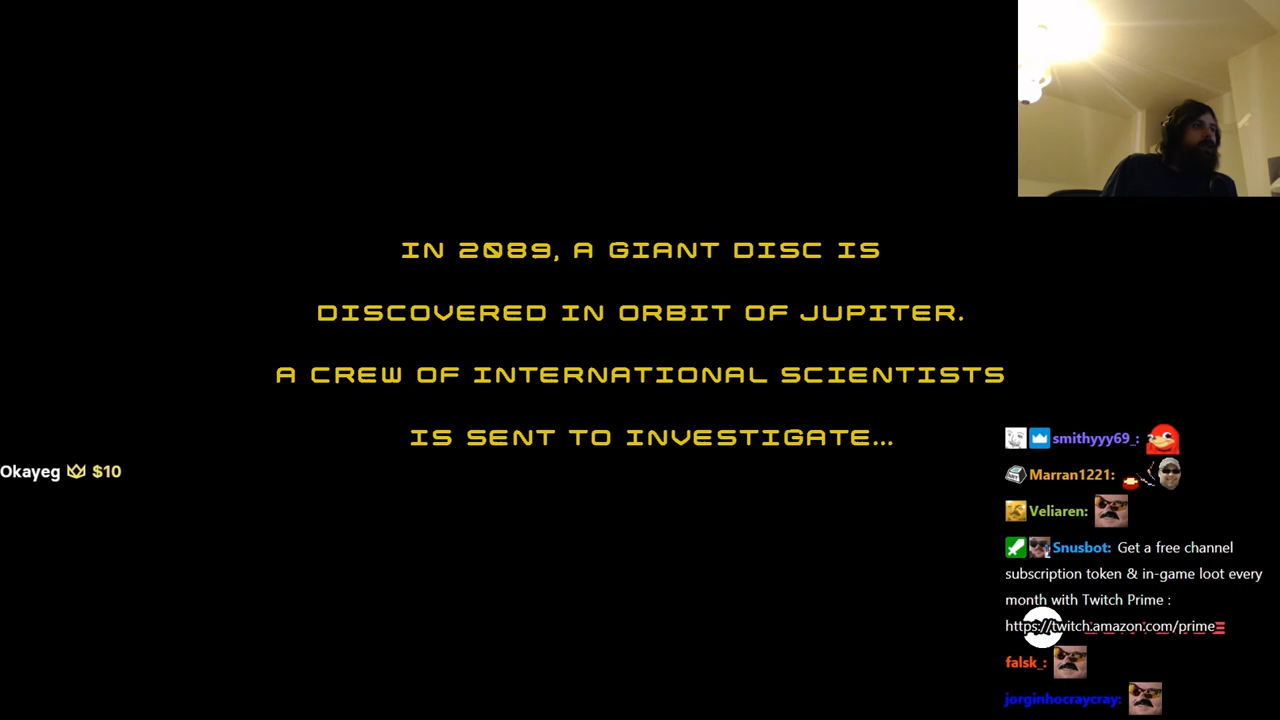 IN 2089, A GIANT DISC IS
DISCOVERED IN ORBIT OF JUPITER.
A CREW OF INTERNATIONAL SCIENTISTS
IS SENT TO INVESTIGATE...
Okayeg $10
smithyyy69_:
Marran1221:
Veliaren:
Snusbot: Get a free channel
subscription token & in-game loot every
month with Twitch Prime :
https://twitch.amazon.com/prime
falsk_:
jorginhocraycray: